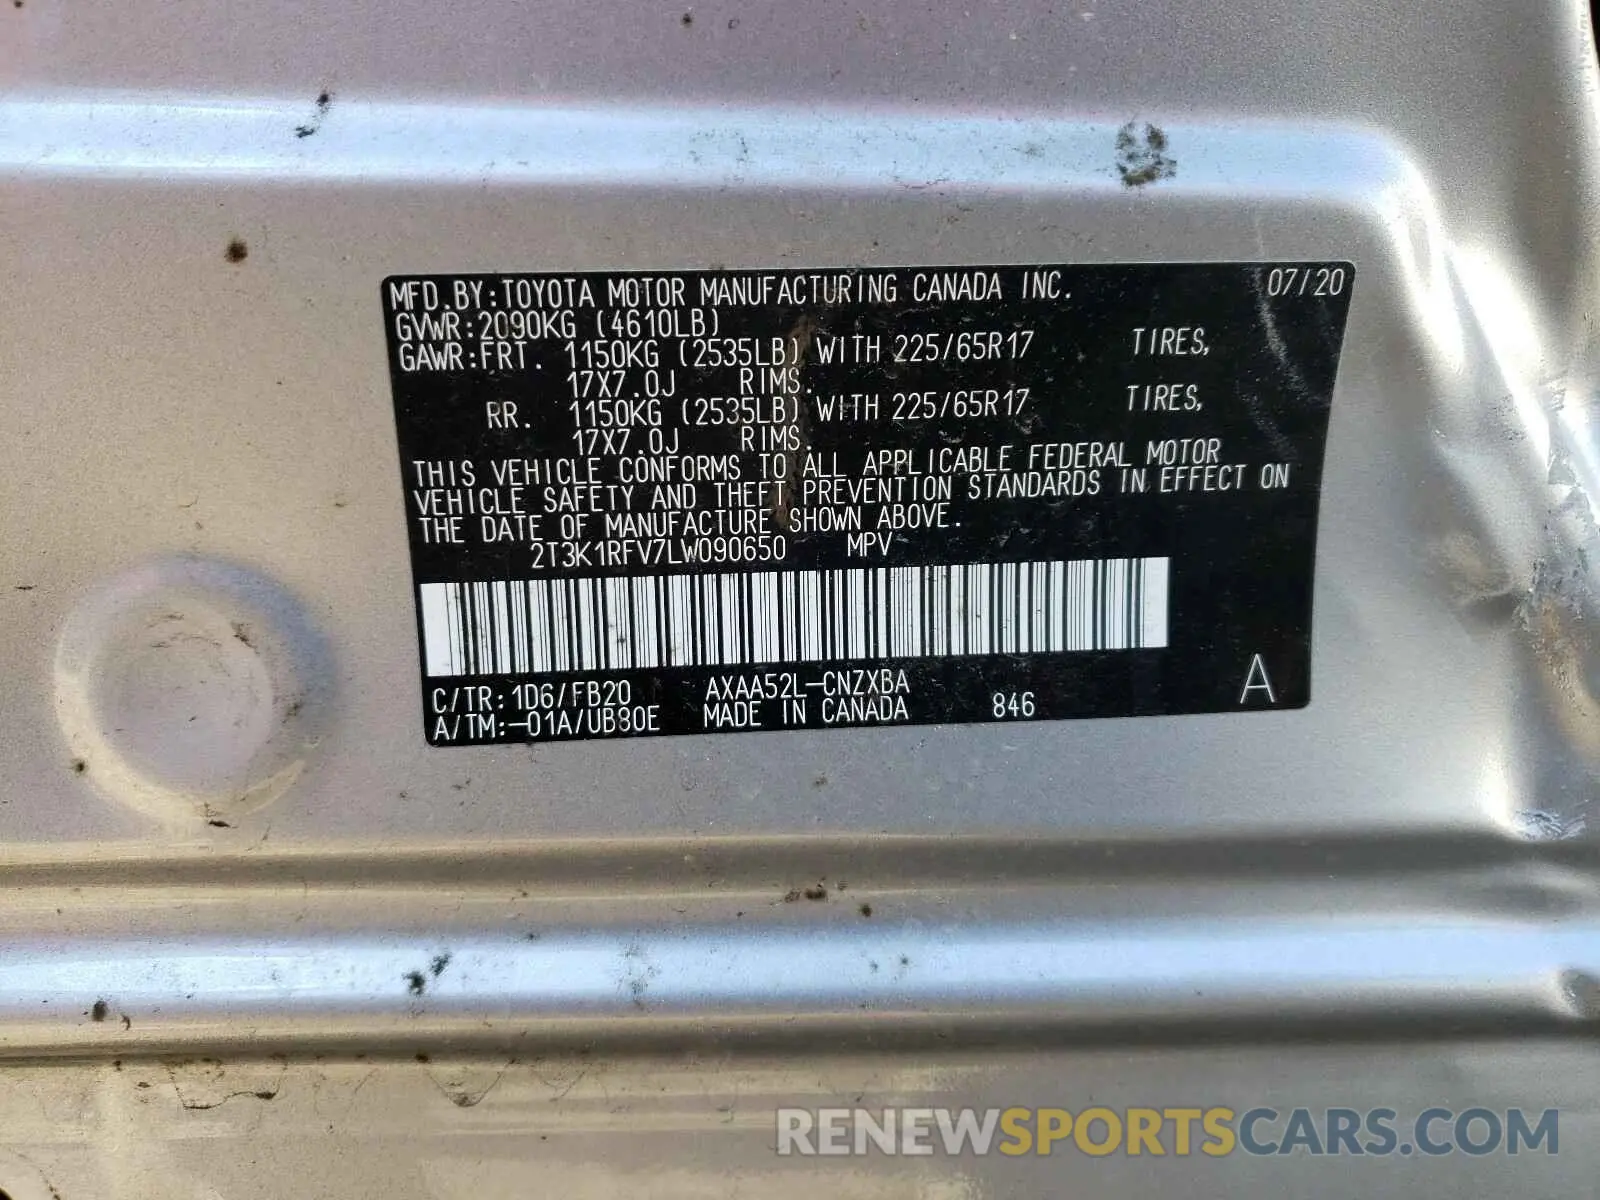 MFD.BY:TOYOTA MOTOR MANUFACTURING CANADA INC. 07/20
GVWR:2090KG (4610LB)
GAWR:FRT. 1150KG (2535LB) WITH 225/65R17 TIRES,
17X7.0J RIMS.
RR. 1150KG (2535LB) WITH 225/65R17 TIRES,
17X7.0J RIMS.
THIS VEHICLE CONFORMS TO ALL APPLICABLE FEDERAL MOTOR
VEHICLE SAFETY AND THEFT PREVENTION STANDARDS IN EFFECT ON
THE DATE OF MANUFACTURE SHOWN ABOVE.
2T3K1RFV7LW090650 MPV
C/TR:1D6/FB20 AXAA52L-CNZXBA A
A/TM:-01A/UB80E MADE IN CANADA 846
RENEWSPORTSCARS.COM